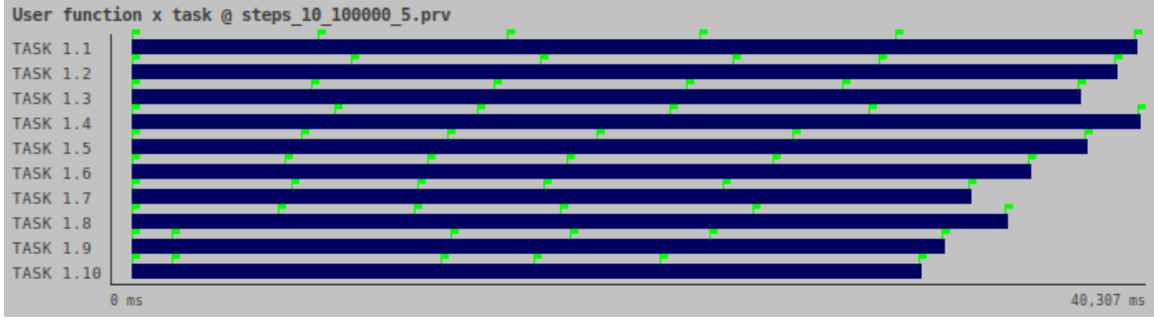 User function x task @ steps_10_100000_5.prv
TASK 1.1
TASK 1.2
TASK 1.3
TASK 1.4
TASK 1.5
TASK 1.6
TASK 1.7
TASK 1.8
TASK 1.9
TASK 1.10
0 ms 40,307 ms